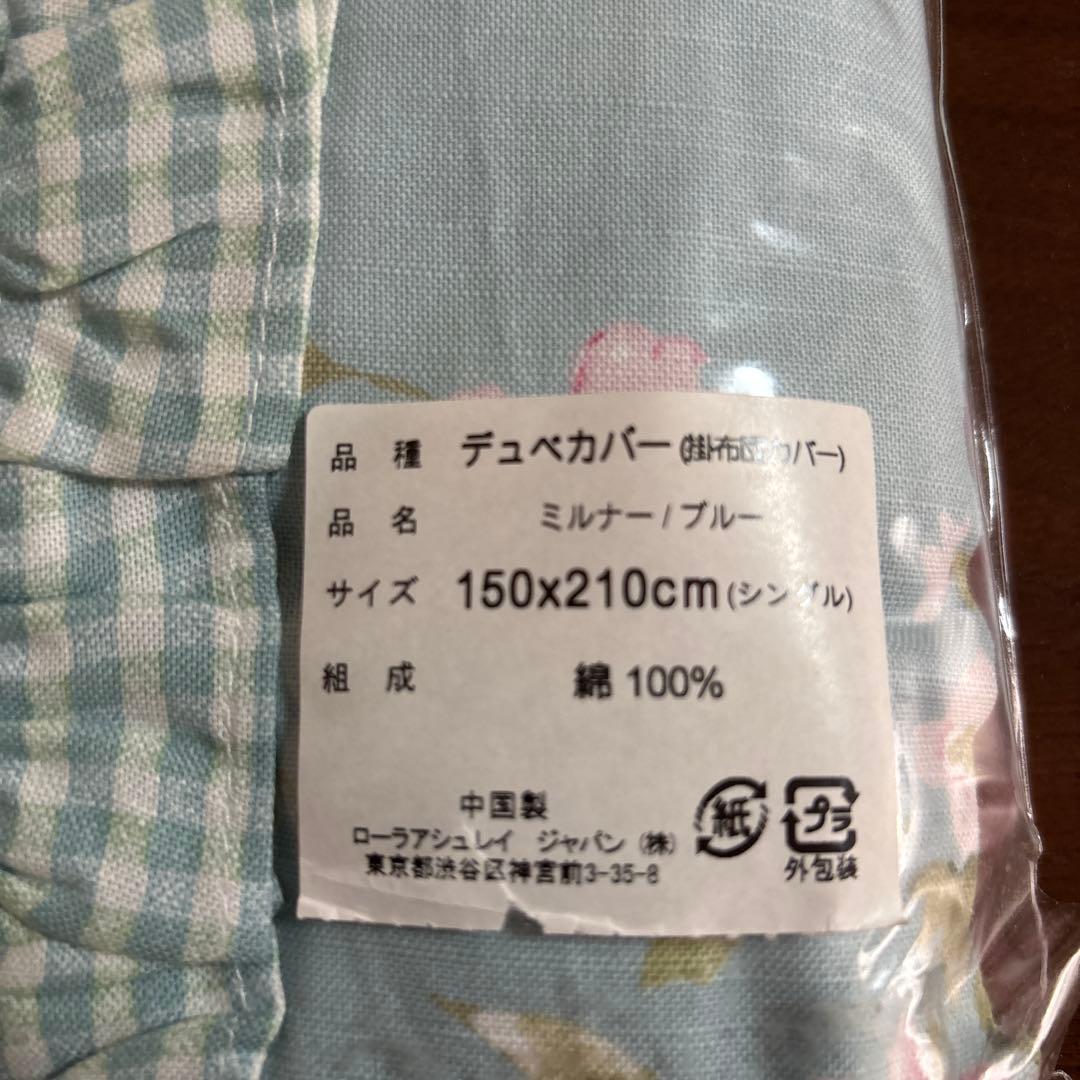 品 種 デュベカバー(掛布団カバー)
品 名 ミルナー / ブルー
サイズ 150x210cm(シングル)
組 成 綿 100%
中国製
ローラアシュレイ ジャパン (株)
東京都渋谷区神宮前3-35-8
紙
プラ
外包装